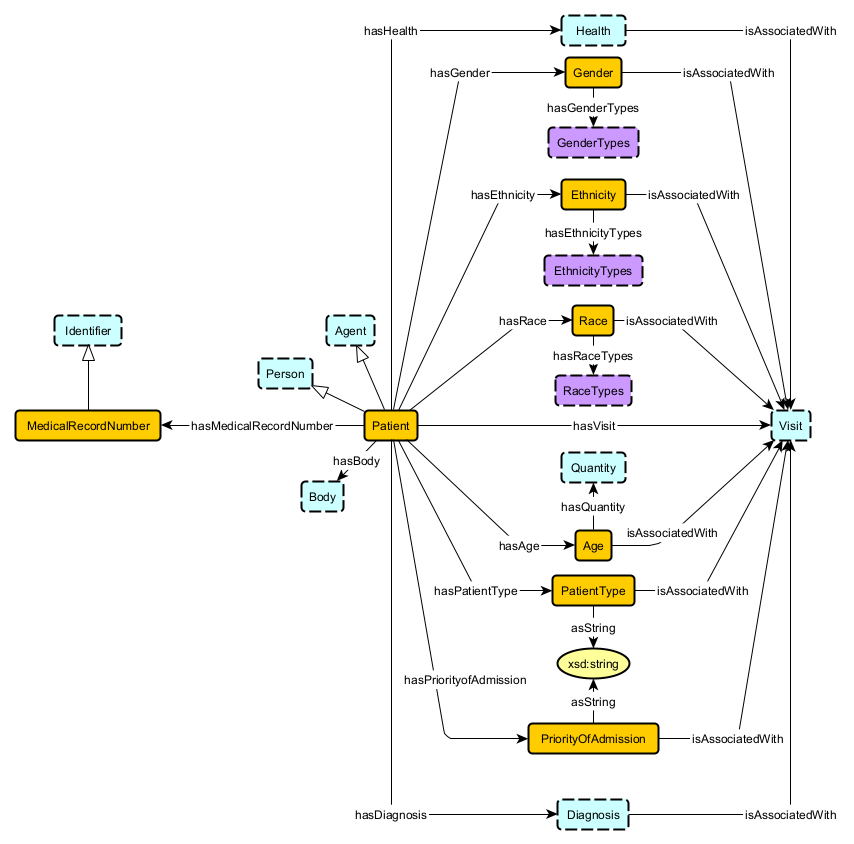 hasHealth
Health
isAssociatedWith
hasGender
Gender
isAssociatedWith
hasGenderTypes
GenderTypes
hasEthnicity
Ethnicity
isAssociatedWith
hasEthnicityTypes
EthnicityTypes
hasRace
Race
isAssociatedWith
hasRaceTypes
RaceTypes
Identifier
Agent
Person
MedicalRecordNumber
hasMedicalRecordNumber
Patient
hasVisit
Visit
hasBody
Body
Quantity
hasQuantity
hasAge
Age
isAssociatedWith
hasPatientType
PatientType
isAssociatedWith
asString
xsd:string
hasPriorityofAdmission
asString
PriorityOfAdmission
isAssociatedWith
hasDiagnosis
Diagnosis
isAssociatedWith